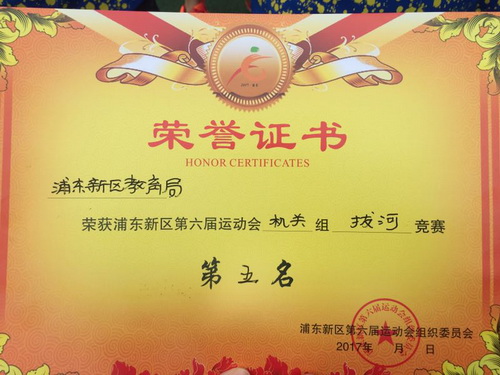 荣誉证书
HONOR CERTIFICATES
浦东新区教育局
荣获浦东新区第六届运动会 机关 组 拔河 竞赛
第五名
浦东新区第六届运动会组织委员会
2017年 月 日